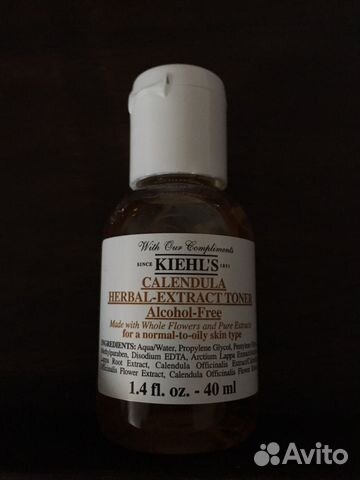 With Our Compliments
SINCE KIEHL'S 1851
CALENDULA
HERBAL-EXTRACT TONER
Alcohol-Free
Made with Whole Flowers and Pure Extracts
for a normal-to-oily skin type
INGREDIENTS: Aqua/Water, Propylene Glycol,
Disodium EDTA, Arctium Lappa
Root Extract, Calendula Officinalis
Flower Extract, Calendula Officinalis Flower
1.4 fl. oz. - 40 ml
Avito